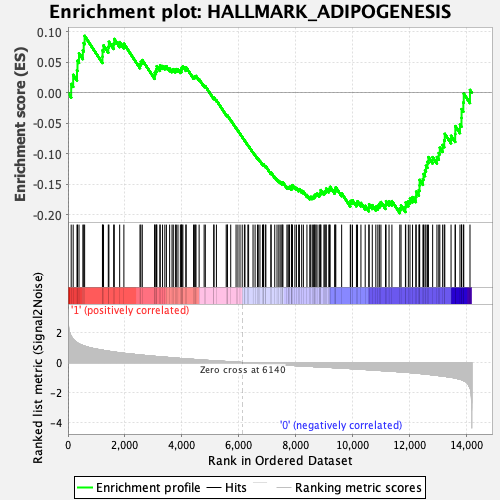 Enrichment plot: HALLMARK_ADIPOGENESIS
Enrichment score (ES)
0.10
0.05
0.00
-0.05
-0.10
-0.15
-0.20
'1' (positively correlated)
Ranked list metric (Signal2Noise)
2
0
-2
-4
Zero cross at 6140
'0' (negatively correlated)
0
2,000
4,000
6,000
8,000
10,000
12,000
14,000
Rank in Ordered Dataset
Enrichment profile
Hits
Ranking metric scores